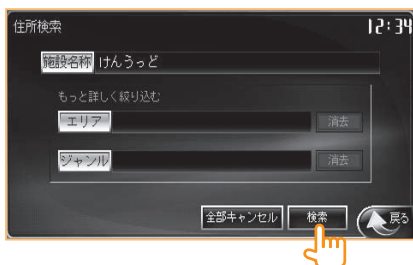 住所検索 12:34
施設名称 けんうっど
もっと詳しく絞り込む
エリア 消去
ジャンル 消去
全部キャンセル 検索 戻る